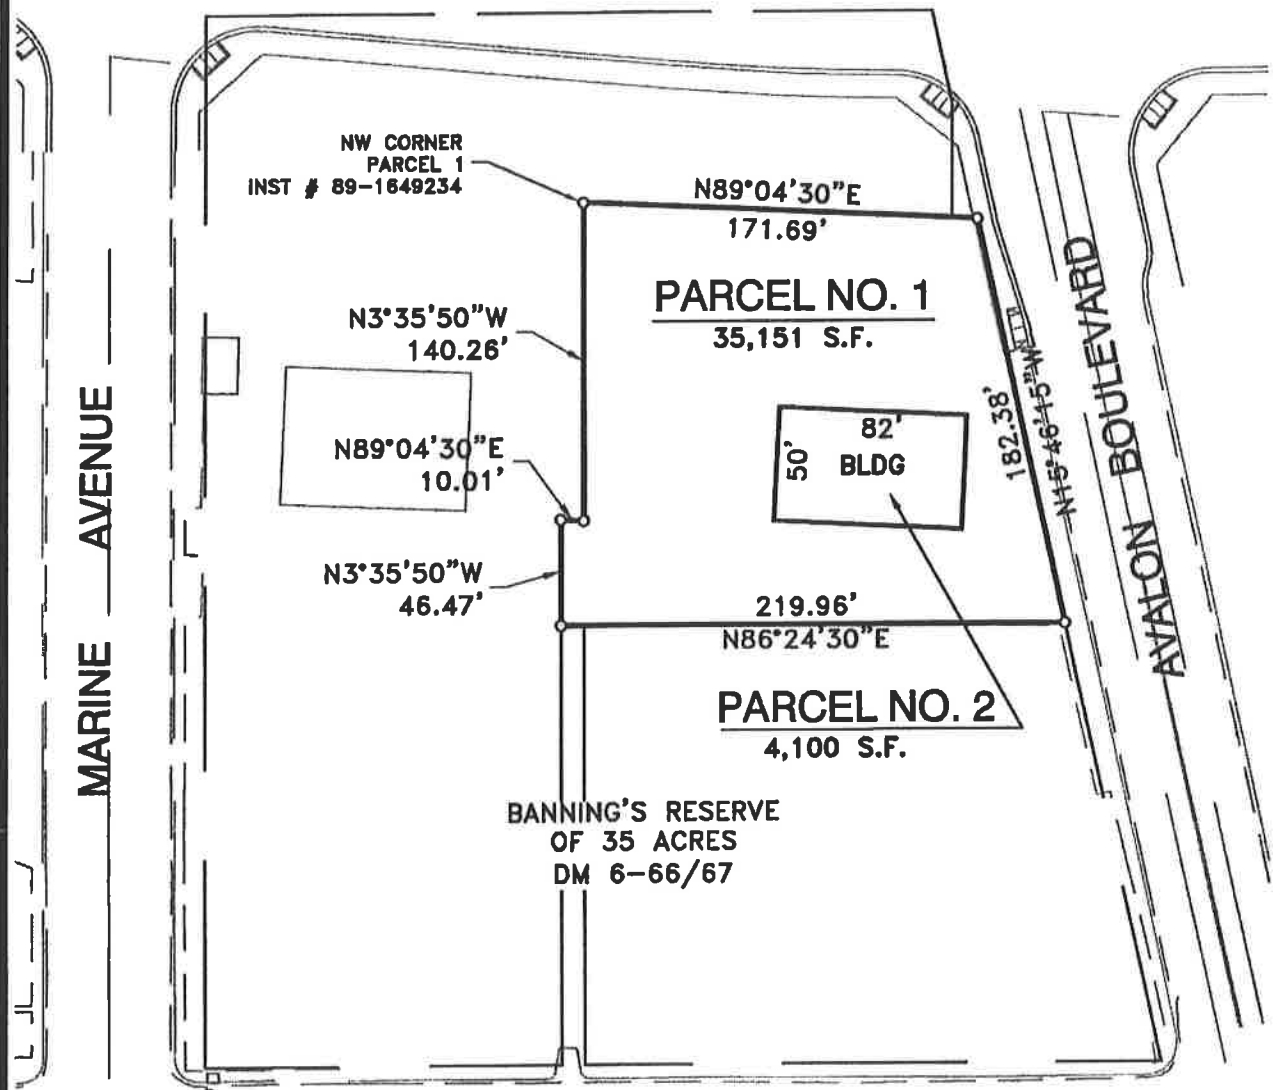 NW CORNER
PARCEL 1
INST # 89-1649234
N89°04'30"E
171.69'
PARCEL NO. 1
35,151 S.F.
N3°35'50"W
140.26'
N89°04'30"E
10.01'
N3°35'50"W
46.47'
82'
50'
BLDG
182.38'
N15°46'15"W
219.96'
N86°24'30"E
PARCEL NO. 2
4,100 S.F.
BANNING'S RESERVE
OF 35 ACRES
DM 6-66/67
MARINE AVENUE
AVALON BOULEVARD